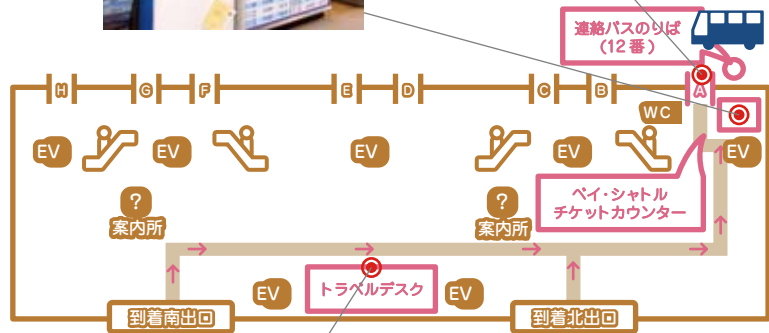 連絡バスのりば
(12番)
H
G
F
E
D
C
B
A
WC
EV
EV
EV
EV
EV
ベイ・シャトル
チケットカウンター
?
案内所
?
案内所
EV
トラベルデスク
EV
到着南出口
到着北出口